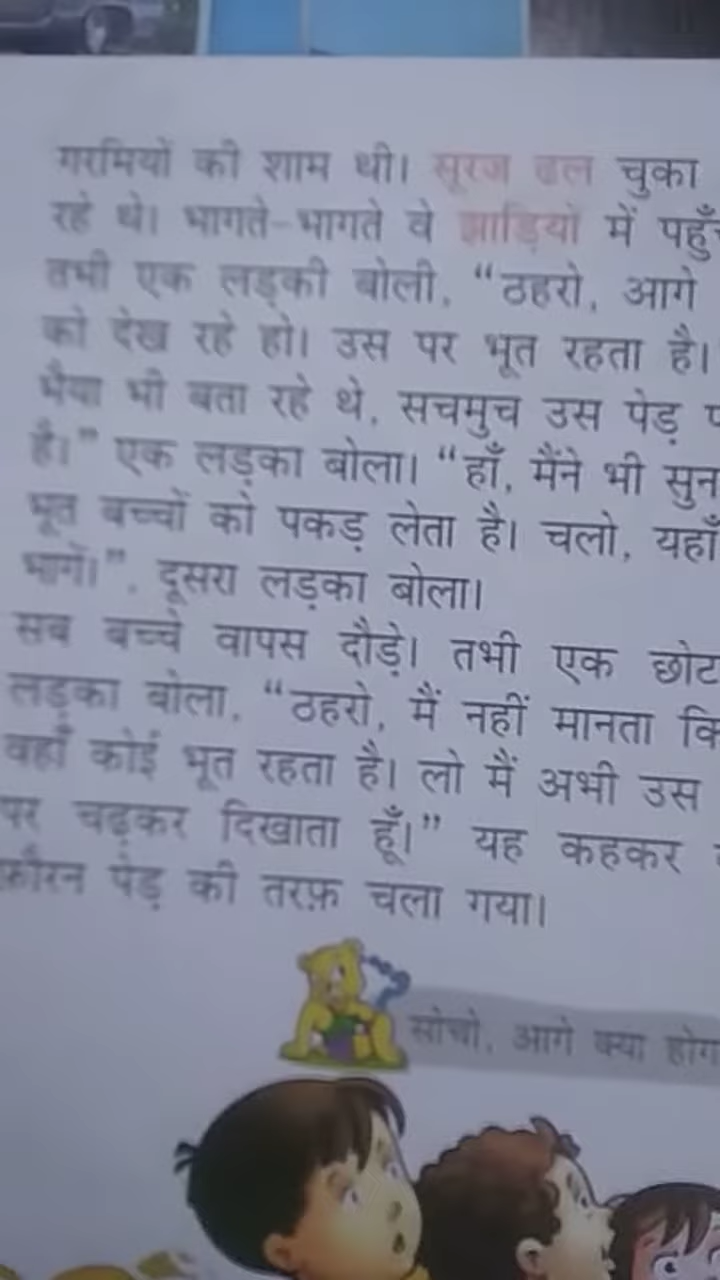 गरमियों की शाम थी। सूरज ढल चुका
रहे थे। भागते-भागते वे झाड़ियों में
तभी एक लड़की बोली, “ठहरो, आगे
को देख रहे हो। उस पर भूत रहता है।
भैया भी बता रहे थे, सचमुच उस पेड़
है।” एक लड़का बोला। “हाँ, मैंने भी
भूत बच्चों को पकड़ लेता है। चलो, यहाँ
भागें।”, दूसरा लड़का बोला।
सब बच्चे वापस दौड़े। तभी एक
लड़का बोला, “ठहरो, मैं नहीं मानता
वहाँ कोई भूत रहता है। लो मैं अभी उस
पर चढ़कर दिखाता हूँ।” यह कहकर
फ़ौरन पेड़ की तरफ़ चला गया।
सोचो, आगे क्या